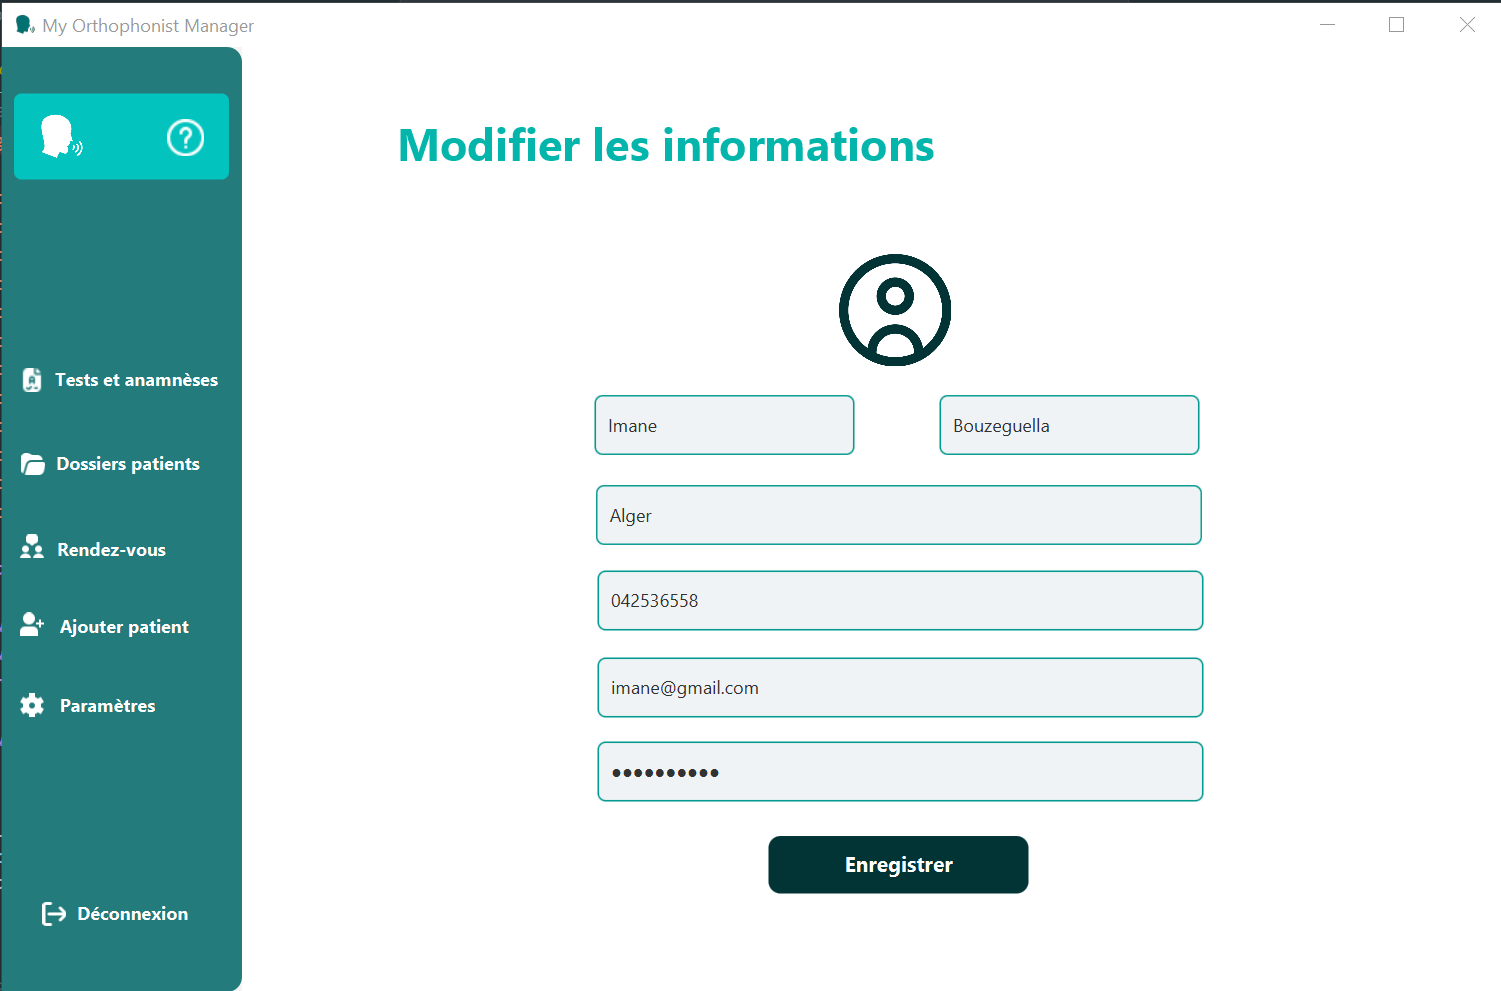 My Orthophonist Manager
?
Modifier les informations
Tests et anamnèses
Dossiers patients
Rendez-vous
Ajouter patient
Paramètres
Déconnexion
Imane
Bouzeguella
Alger
042536558
imane@gmail.com
••••••••••
Enregistrer